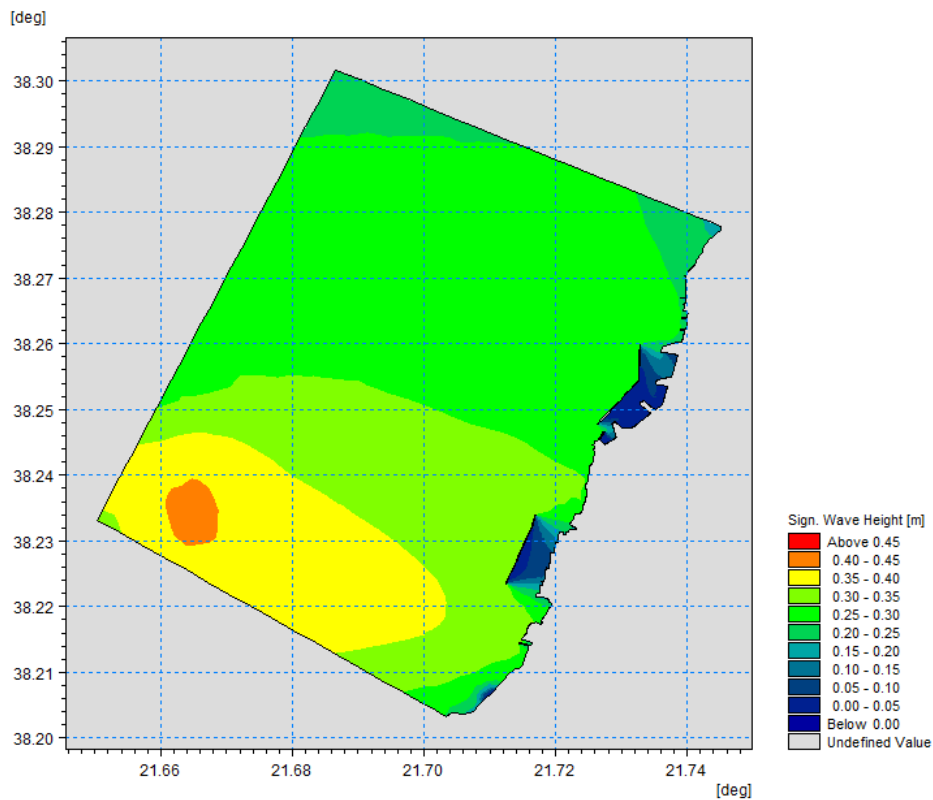 [deg]
38.30
38.29
38.28
38.27
38.26
38.25
38.24
38.23
38.22
38.21
38.20
21.66 21.68 21.70 21.72 21.74
[deg]
Sign. Wave Height [m]
Above 0.45
0.40 - 0.45
0.35 - 0.40
0.30 - 0.35
0.25 - 0.30
0.20 - 0.25
0.15 - 0.20
0.10 - 0.15
0.05 - 0.10
0.00 - 0.05
Below 0.00
Undefined Value